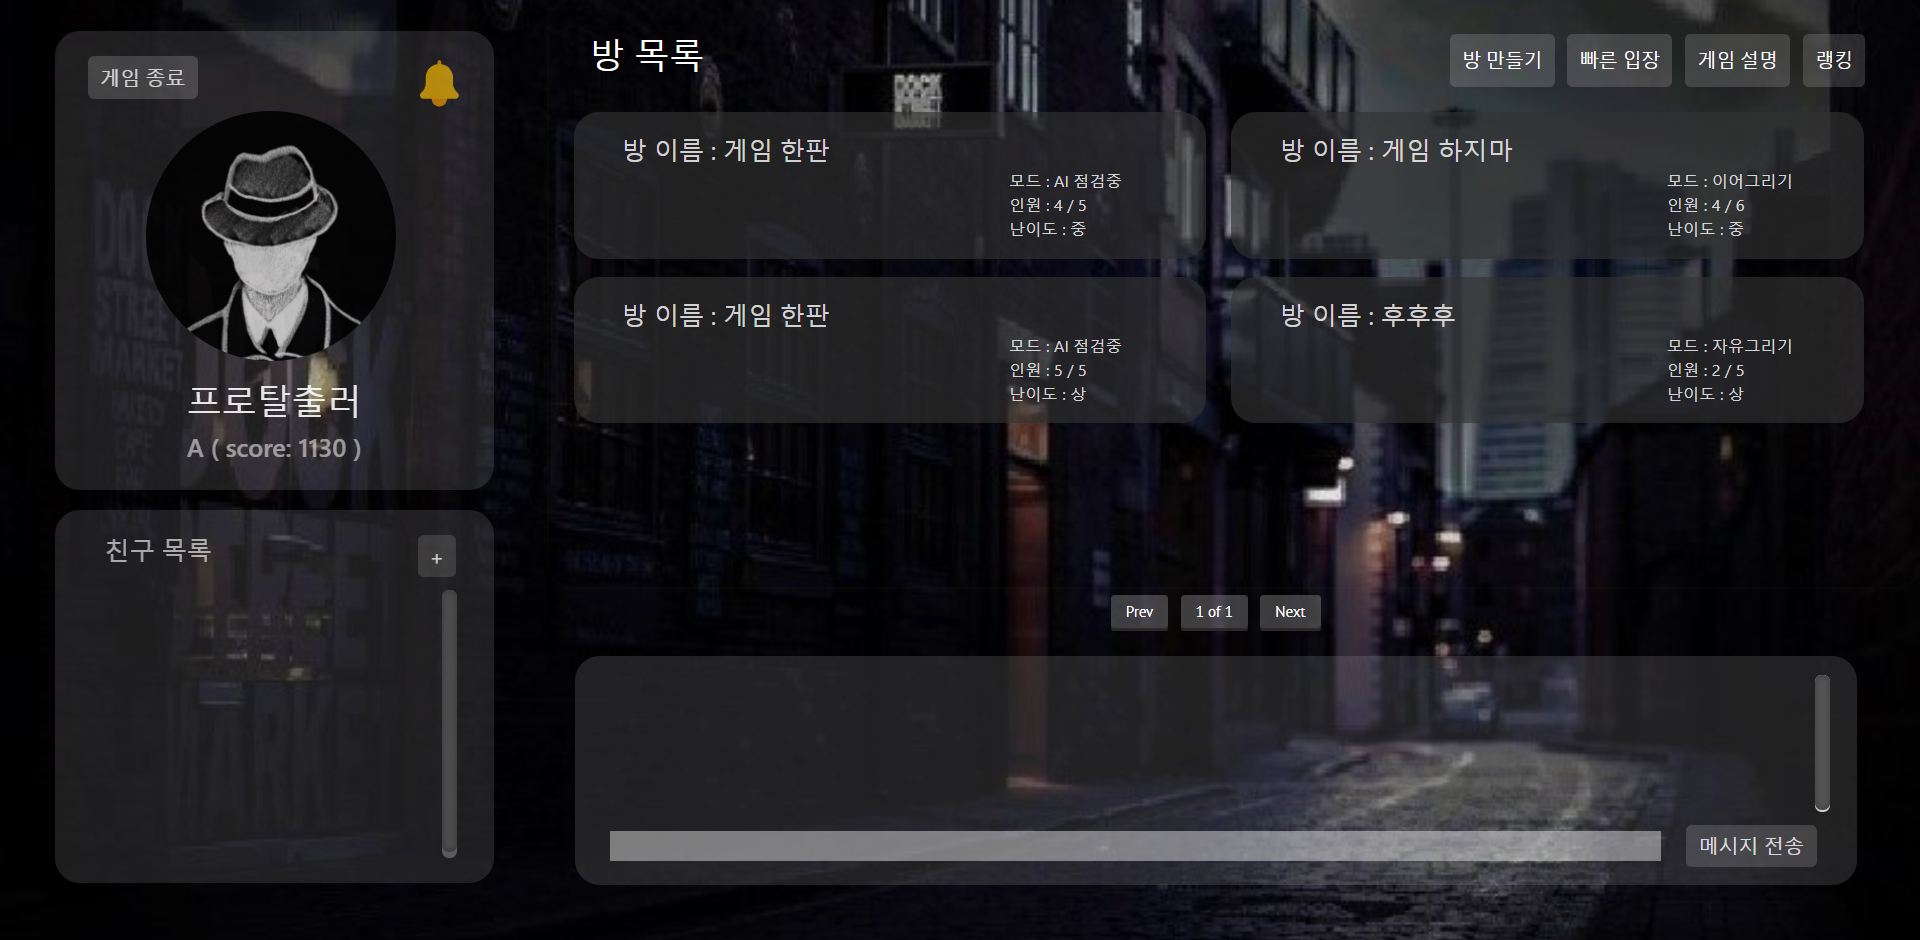 게임 종료
프로탈출러
A ( score: 1130 )
친구 목록
+
방 목록
방 만들기
빠른 입장
게임 설명
랭킹
방 이름 : 게임 한판
모드 : AI 점검중
인원 : 4 / 5
난이도 : 중
방 이름 : 게임 하지마
모드 : 이어그리기
인원 : 4 / 6
난이도 : 중
방 이름 : 게임 한판
모드 : AI 점검중
인원 : 5 / 5
난이도 : 상
방 이름 : 후후후
모드 : 자유그리기
인원 : 2 / 5
난이도 : 상
Prev
1 of 1
Next
메시지 전송
STREET
MARKET